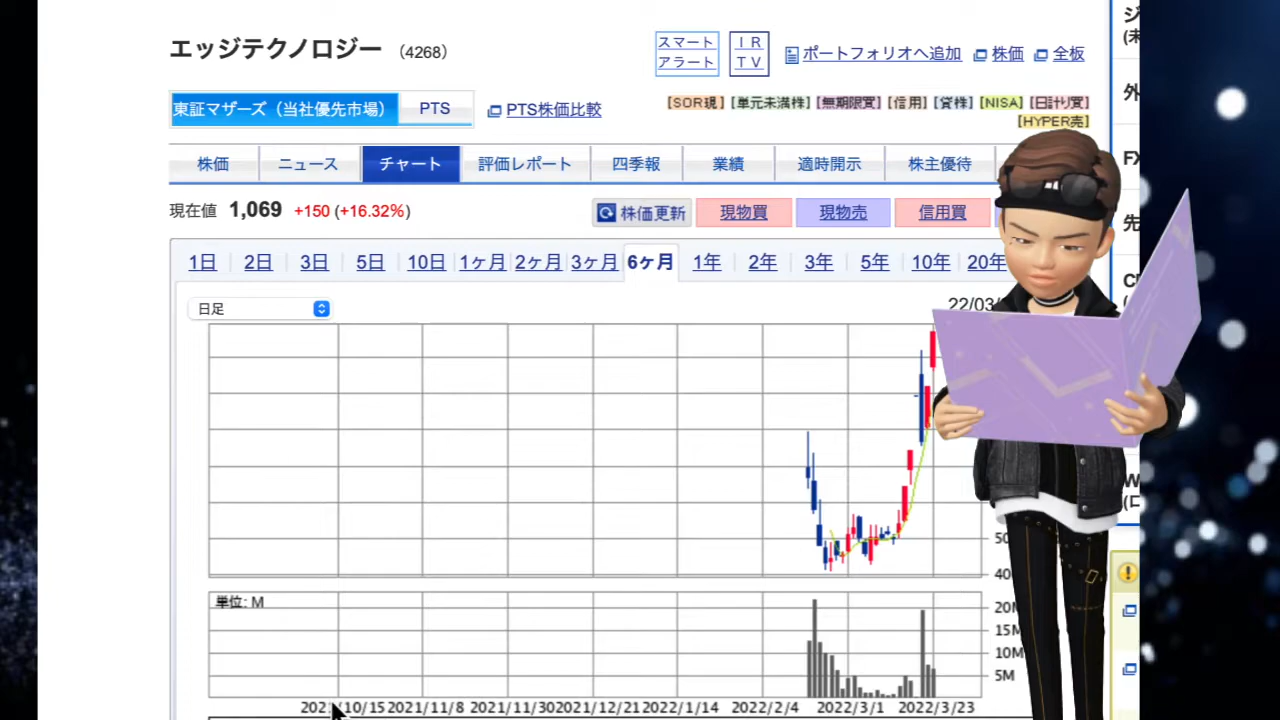 エッジテクノロジー （4268）
スマート
アラート
I R
T V
ポートフォリオへ追加 株価 全板
東証マザーズ（当社優先市場） PTS PTS株価比較
[SOR現] [単元未満株] [無期限買] [信用] [貸株] [NISA] [日計り買]
[HYPER売]
株価 ニュース チャート 評価レポート 四季報 業績 適時開示 株主優待
現在値 1,069 +150 (+16.32%)
株価更新 現物買 現物売 信用買
1日 2日 3日 5日 10日 1ヶ月 2ヶ月 3ヶ月 6ヶ月 1年 2年 3年 5年 10年 20年
日足
22/03/
単位: M
20M
15M
10M
5M
2021/11/8 2021/11/30 2021/12/21 2022/1/14 2022/2/4 2022/3/1 2022/3/23